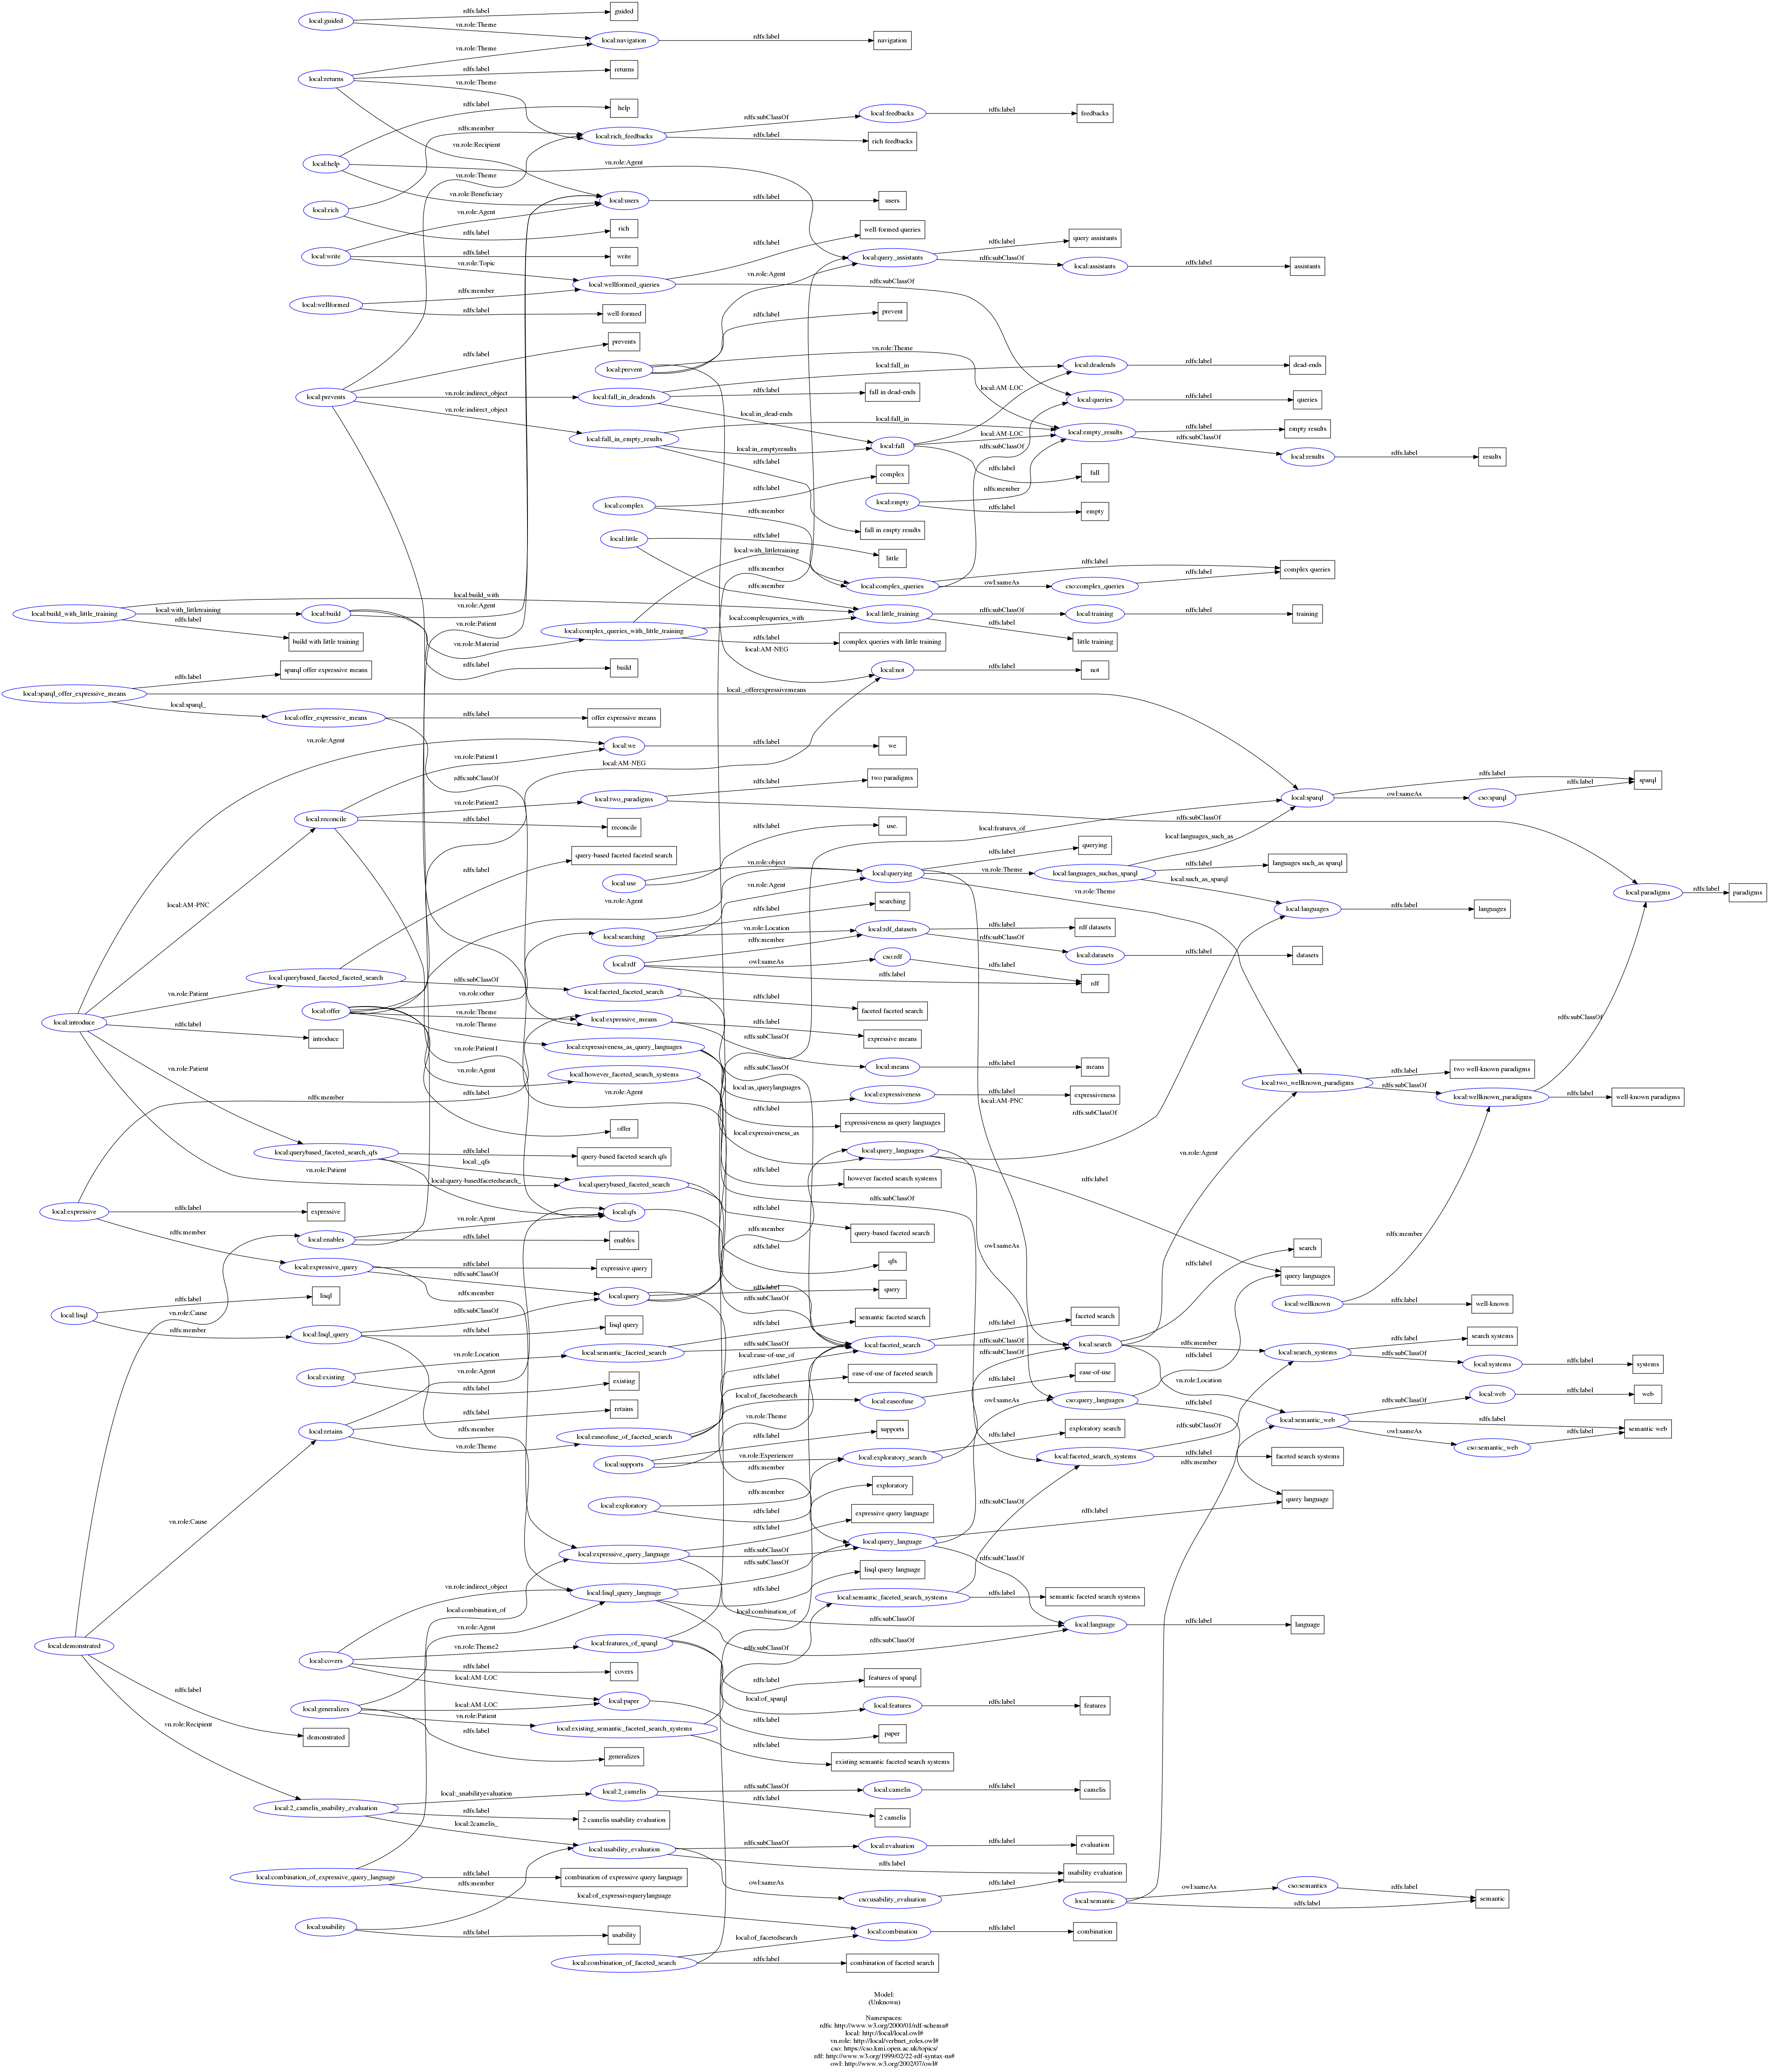 rdfs:label
guided
local:guided
vn.role:Theme
local:navigation
rdfs:label
navigation
vn.role:Theme
local:returns
rdfs:label
returns
vn.role:Theme
rdfs:label
help
rdfs:subClassOf
local:feedbacks
rdfs:label
feedbacks
rdfs:member
local:rich_feedbacks
rdfs:label
rich feedbacks
vn.role:Recipient
local:help
vn.role:Agent
vn.role:Theme
vn.role:Beneficiary
local:users
rdfs:label
users
local:rich
vn.role:Agent
rdfs:label
rich
well-formed queries
rdfs:label
query assistants
local:write
rdfs:label
write
vn.role:Topic
local:query_assistants
rdfs:subClassOf
local:assistants
rdfs:label
assistants
vn.role:Agent
local:wellformed_queries
rdfs:subClassOf
rdfs:member
local:wellformed
rdfs:label
well-formed
rdfs:label
prevent
prevents
rdfs:label
vn.role:Theme
local:prevent
local:fall_in
local:deadends
rdfs:label
dead-ends
local:AM-LOC
local:prevents
vn.role:indirect_object
local:fall_in_deadends
rdfs:label
fall in dead-ends
local:queries
rdfs:label
queries
vn.role:indirect_object
local:in_dead-ends
local:fall_in
local:fall_in_empty_results
local:in_emptyresults
local:fall
local:AM-LOC
local:empty_results
rdfs:label
empty results
rdfs:subClassOf
rdfs:subClassOf
local:results
rdfs:label
results
rdfs:label
rdfs:label
fall
complex
rdfs:label
local:complex
rdfs:member
local:empty
rdfs:member
rdfs:label
empty
fall in empty results
local:little
rdfs:label
little
local:with_littletraining
rdfs:member
rdfs:member
local:complex_queries
rdfs:label
complex queries
owl:sameAs
cso:complex_queries
rdfs:label
local:build_with
local:build_with_little_training
local:with_littletraining
rdfs:label
local:build
vn.role:Agent
local:little_training
rdfs:subClassOf
local:training
rdfs:label
training
build with little training
vn.role:Patient
vn.role:Material
local:complex_queries_with_little_training
local:complexqueries_with
rdfs:label
complex queries with little training
rdfs:label
little training
local:AM-NEG
rdfs:label
build
local:not
rdfs:label
not
sparql offer expressive means
rdfs:label
local:sparql_offer_expressive_means
local:_offerexpressivemeans
local:sparql_
local:offer_expressive_means
rdfs:label
offer expressive means
vn.role:Agent
vn.role:Patient1
local:we
rdfs:label
we
local:AM-NEG
rdfs:subClassOf
rdfs:label
two paradigms
local:reconcile
vn.role:Patient2
local:two_paradigms
rdfs:label
reconcile
local:sparql
rdfs:label
sparql
owl:sameAs
cso:sparql
rdfs:label
rdfs:subClassOf
rdfs:label
use.
local:features_of
local:languages_such_as_
query-based faceted faceted search
rdfs:label
local:use
vn.role:object
local:querying
rdfs:label
querying
vn.role:Theme
local:languages_suchas_sparql
rdfs:label
languages such_as sparql
local:such_as_sparql
local:AM-PNC
vn.role:Agent
vn.role:Agent
vn.role:Theme
local:paradigms
rdfs:label
paradigms
rdfs:label
searching
local:languages
rdfs:label
languages
local:searching
vn.role:Location
local:rdf_datasets
rdfs:label
rdf datasets
rdfs:member
rdfs:subClassOf
local:datasets
rdfs:label
datasets
local:rdf
owl:sameAs
cso:rdf
rdfs:label
rdfs:label
rdf
local:querybased_faceted_faceted_search
rdfs:subClassOf
local:faceted_faceted_search
rdfs:label
faceted faceted search
vn.role:Patient
vn.role:other
local:introduce
rdfs:label
introduce
local:offer
vn.role:Theme
local:expressive_means
rdfs:label
expressive means
vn.role:Theme
rdfs:subClassOf
local:means
rdfs:label
means
vn.role:Patient1
local:expressiveness_as_query_languages
rdfs:subClassOf
vn.role:Patient
vn.role:Agent
local:however_faceted_search_systems
local:as_querylanguages
local:expressiveness
rdfs:label
expressiveness
local:AM-PNC
rdfs:label
vn.role:Agent
rdfs:member
rdfs:label
expressiveness as query languages
rdfs:subClassOf
local:two_wellknown_paradigms
rdfs:label
two well-known paradigms
rdfs:subClassOf
local:wellknown_paradigms
rdfs:label
well-known paradigms
rdfs:subClassOf
offer
local:expressiveness_as
local:querybased_faceted_search_qfs
rdfs:label
query-based faceted search qfs
local:_qfs
local:query_languages
vn.role:Agent
vn.role:Patient
local:query-basedfacetedsearch_
local:querybased_faceted_search
rdfs:label
however faceted search systems
rdfs:label
rdfs:subClassOf
local:expressive
rdfs:label
expressive
local:qfs
rdfs:label
query-based faceted search
rdfs:member
rdfs:member
local:enables
vn.role:Agent
rdfs:label
enables
rdfs:label
qfs
owl:sameAs
rdfs:label
search
rdfs:member
local:expressive_query
rdfs:label
expressive query
rdfs:subClassOf
query languages
rdfs:member
local:query
rdfs:label
query
local:lisql
rdfs:label
lisql
vn.role:Cause
rdfs:subClassOf
rdfs:subClassOf
local:wellknown
rdfs:label
well-known
rdfs:member
local:lisql_query
rdfs:label
lisql query
semantic faceted search
rdfs:label
rdfs:label
faceted search
local:semantic_faceted_search
rdfs:subClassOf
local:faceted_search
rdfs:subClassOf
local:search
rdfs:member
local:search_systems
rdfs:label
search systems
local:ease-of-use_of
rdfs:subClassOf
rdfs:label
rdfs:subClassOf
local:systems
rdfs:label
systems
vn.role:Location
vn.role:Agent
local:existing
rdfs:label
existing
rdfs:label
ease-of-use of faceted search
rdfs:label
ease-of-use
vn.role:Location
local:of_facetedsearch
local:easeofuse
owl:sameAs
cso:query_languages
rdfs:label
rdfs:subClassOf
local:web
rdfs:label
web
rdfs:label
retains
local:retains
vn.role:Theme
local:easeofuse_of_faceted_search
vn.role:Theme
rdfs:label
supports
rdfs:label
exploratory search
rdfs:subClassOf
local:semantic_web
rdfs:label
semantic web
owl:sameAs
cso:semantic_web
rdfs:label
rdfs:member
local:supports
vn.role:Experiencer
rdfs:member
local:exploratory_search
rdfs:label
local:faceted_search_systems
rdfs:label
faceted search systems
rdfs:member
rdfs:member
exploratory
local:exploratory
rdfs:label
rdfs:subClassOf
query language
vn.role:Cause
rdfs:label
expressive query language
rdfs:label
local:expressive_query_language
rdfs:subClassOf
local:query_language
rdfs:subClassOf
rdfs:subClassOf
vn.role:indirect_object
local:lisql_query_language
rdfs:label
lisql query language
local:semantic_faceted_search_systems
rdfs:label
semantic faceted search systems
local:combination_of
local:combination_of
rdfs:subClassOf
local:language
rdfs:label
language
vn.role:Agent
local:demonstrated
vn.role:Theme2
local:features_of_sparql
rdfs:subClassOf
rdfs:subClassOf
local:covers
rdfs:label
covers
local:AM-LOC
rdfs:label
features of sparql
rdfs:label
local:paper
local:of_sparql
local:features
rdfs:label
features
local:generalizes
local:AM-LOC
vn.role:Patient
rdfs:label
local:existing_semantic_faceted_search_systems
rdfs:label
paper
vn.role:Recipient
demonstrated
generalizes
rdfs:label
existing semantic faceted search systems
local:_usabilityevaluation
local:2_camelis
rdfs:subClassOf
local:camelis
rdfs:label
camelis
local:2_camelis_usability_evaluation
rdfs:label
2 camelis usability evaluation
rdfs:label
2 camelis
local:2camelis_
local:usability_evaluation
rdfs:subClassOf
local:evaluation
rdfs:label
evaluation
rdfs:label
usability evaluation
local:combination_of_expressive_query_language
rdfs:label
combination of expressive query language
rdfs:member
owl:sameAs
cso:usability_evaluation
rdfs:label
local:semantic
owl:sameAs
cso:semantics
rdfs:label
rdfs:label
semantic
local:of_expressivequerylanguage
local:usability
rdfs:label
usability
local:of_facetedsearch
local:combination
rdfs:label
combination
local:combination_of_faceted_search
rdfs:label
combination of faceted search
Model:
(Unknown)
Namespaces:
rdfs: http://www.w3.org/2000/01/rdf-schema#
local: http://local/local.owl#
vn.role: http://local/verbnet_roles.owl#
cso: https://cso.kmi.open.ac.uk/topics/
rdf: http://www.w3.org/1999/02/22-rdf-syntax-ns#
owl: http://www.w3.org/2002/07/owl#